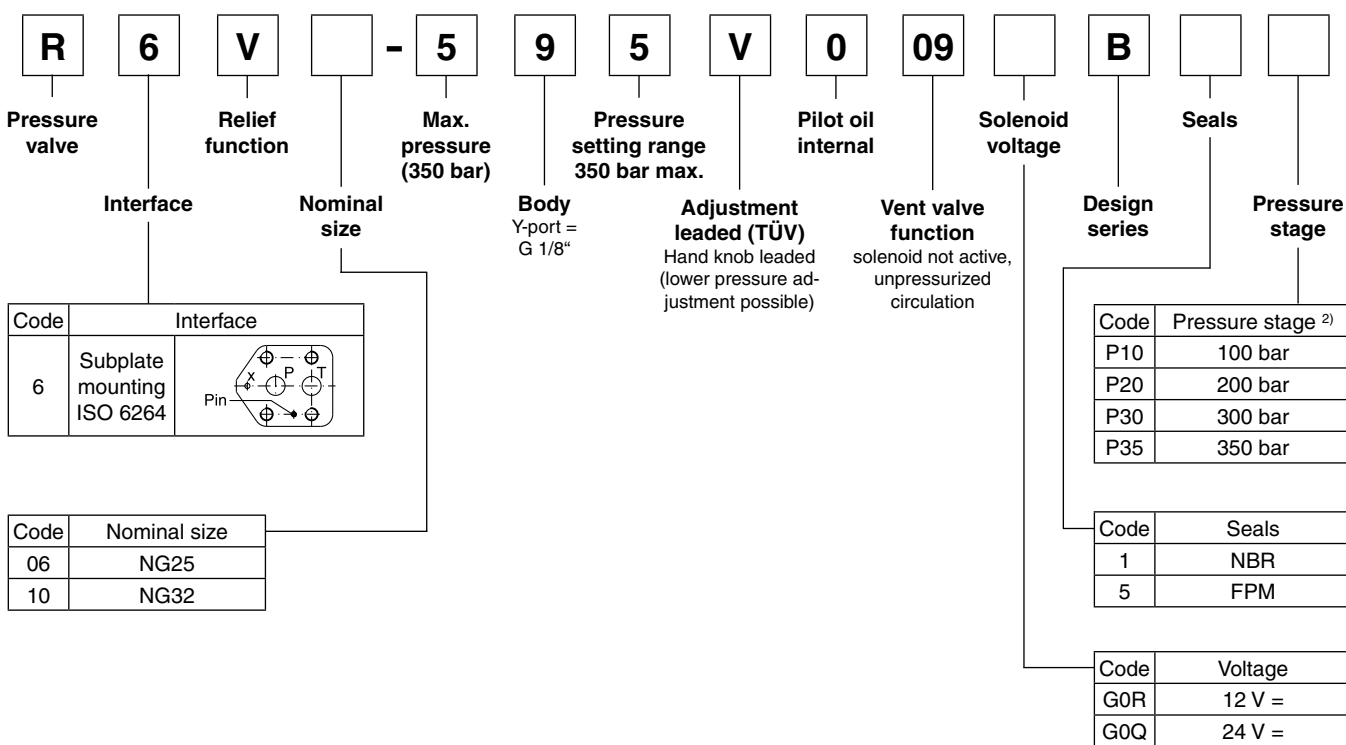 R 6 V - 5 9 5 V 0 09 B
Pressure
valve
Relief
function
Max.
pressure
(350 bar)
Pressure
setting range
350 bar max.
Pilot oil
internal
Solenoid
voltage
Seals
Interface
Nominal
size
Body
Y-port =
G 1/8“
Adjustment
leaded (TÜV)
Hand knob leaded
(lower pressure ad-
justment possible)
Vent valve
function
solenoid not active,
unpressurized
circulation
Design
series
Pressure
stage
Code Interface
6 Subplate
mounting
ISO 6264
x P T
Pin
Code Pressure stage 2)
P10 100 bar
P20 200 bar
P30 300 bar
P35 350 bar
Code Nominal size
06 NG25
10 NG32
Code Seals
1 NBR
5 FPM
Code Voltage
G0R 12 V =
G0Q 24 V =